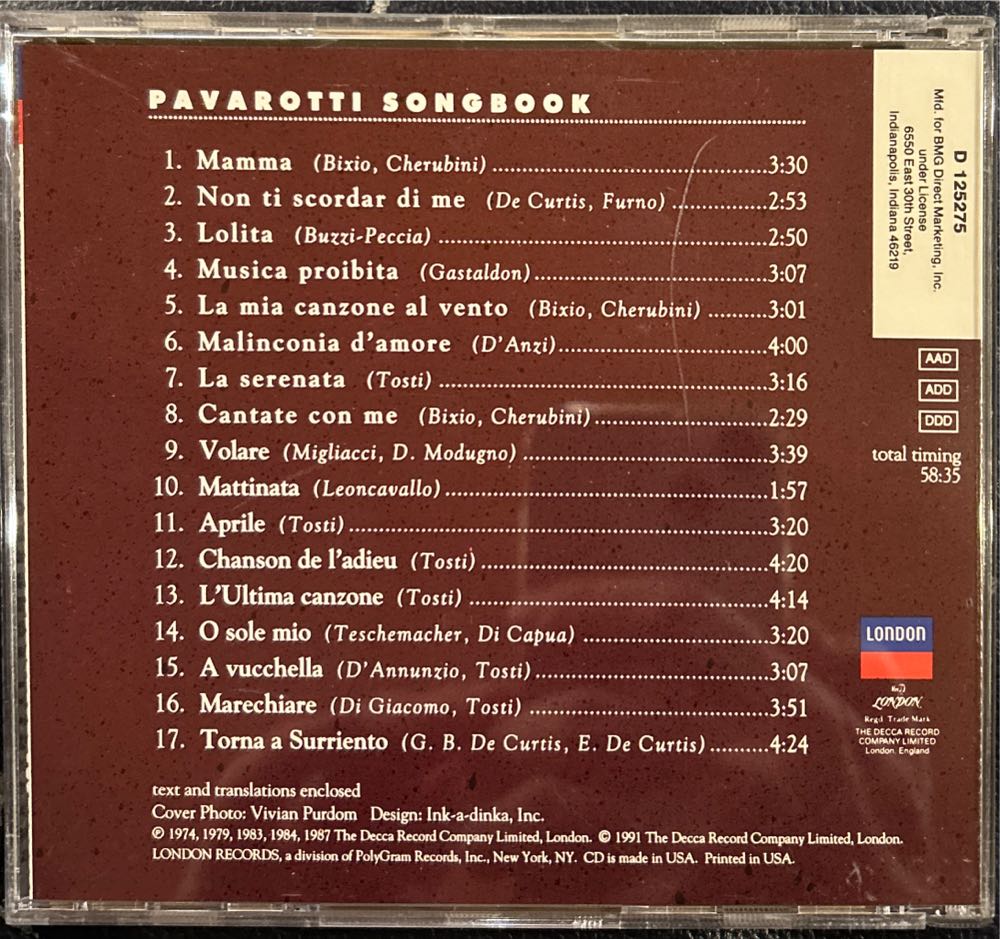 PAVAROTTI SONGBOOK
1. Mamma (Bixio, Cherubini) 3:30
2. Non ti scordar di me (De Curtis, Furno) 2:53
3. Lolita (Buzzi-Peccia) 2:50
4. Musica proibita (Gastaldon) 3:07
5. La mia canzone al vento (Bixio, Cherubini) 3:01
6. Malinconia d'amore (D'Anzi) 4:00
7. La serenata (Tosti) 3:16
8. Cantate con me (Bixio, Cherubini) 2:29
9. Volare (Migliacci, D. Modugno) 3:39
10. Mattinata (Leoncavallo) 1:57
11. Aprile (Tosti) 3:20
12. Chanson de l'adieu (Tosti) 4:20
13. L'Ultima canzone (Tosti) 4:14
14. O sole mio (Teschemacher, Di Capua) 3:20
15. A vucchella (D'Annunzio, Tosti) 3:07
16. Marechiare (Di Giacomo, Tosti) 3:51
17. Torna a Surriento (G. B. De Curtis, E. De Curtis) 4:24
text and translations enclosed
Cover Photo: Vivian Purdom Design: Ink-a-dinka, Inc.
℗ 1974, 1979, 1983, 1984, 1987 The Decca Record Company Limited, London. © 1991 The Decca Record Company Limited, London.
LONDON RECORDS, a division of PolyGram Records, Inc., New York, NY. CD is made in USA. Printed in USA.
D 125275
Mfd. for BMG Direct Marketing, Inc.
under License
6550 East 30th Street,
Indianapolis, Indiana 46219
AAD
ADD
DDD
total timing
58:35
LONDON
LONDON
Regd. Trade Mark
THE DECCA RECORD
COMPANY LIMITED
London, England